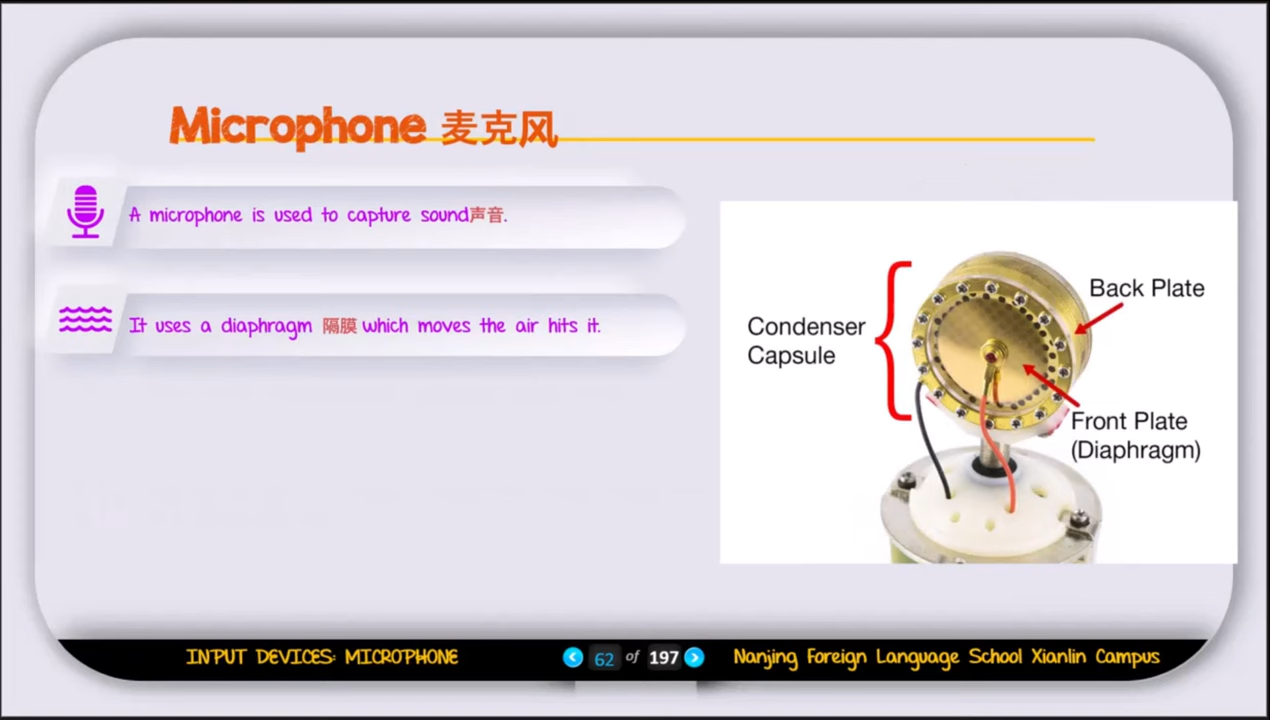 Microphone 麦克风
A microphone is used to capture sound声音.
It uses a diaphragm 隔膜 which moves the air hits it.
Condenser
Capsule
Back Plate
Front Plate
(Diaphragm)
INPUT DEVICES: MICROPHONE
62 of 197
Nanjing Foreign Language School Xianlin Campus